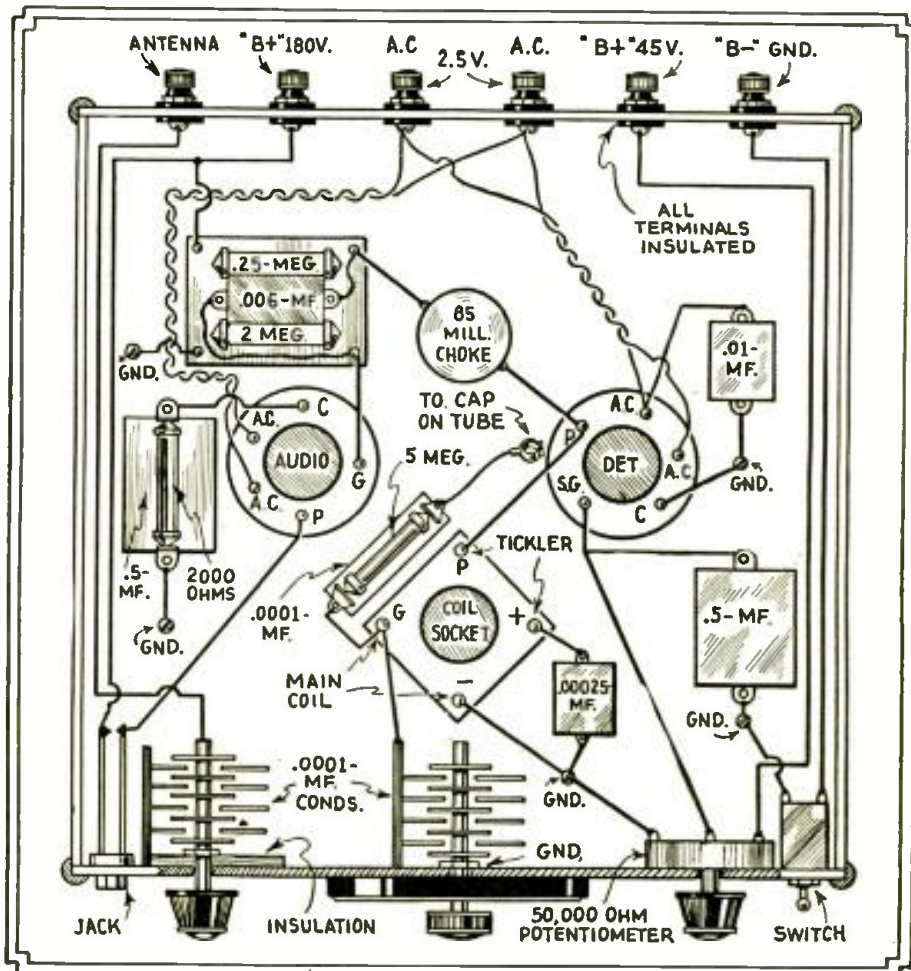 ANTENNA
"B+"180V.
A.C
2.5V.
A.C.
"B+"45V.
"B-" GND.
ALL
TERMINALS
INSULATED
.25-MEG.
.006-MF
2 MEG.
85
MILL.
CHOKE
.01-
MF.
GND.
TO CAP
ON TUBE
A.C
P
DET
A.C
S.G.
C
GND.
A.C.
C
AUDIO
G
A.C.
P
5 MEG.
.5-
MF.
2000
OHMS
.0001-
MF.
TICKLER
P
G
COIL
SOCKET
+
-
.5-MF.
GND.
MAIN
COIL
.00025-
MF.
GND.
.0001-
MF.
CONDS.
GND.
GND.
JACK
INSULATION
50,000 OHM
POTENTIOMETER
SWITCH